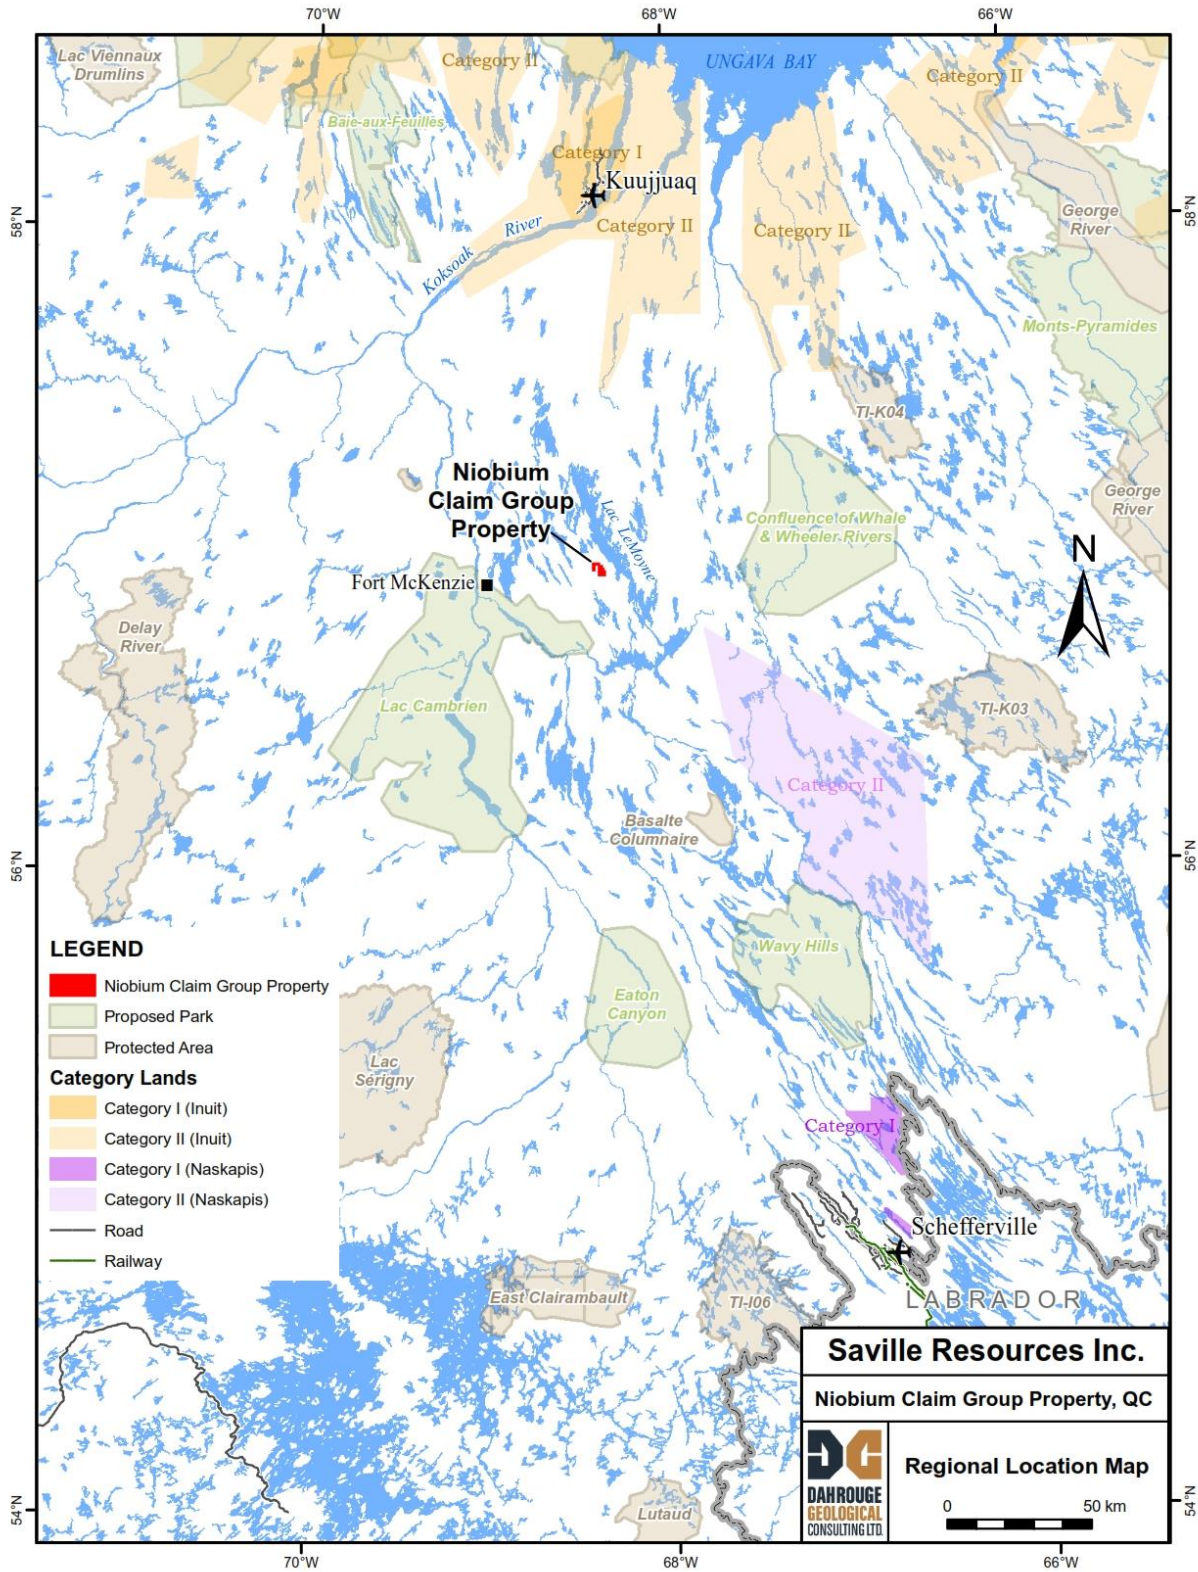 70°W
68°W
66°W
Lac Viennaux
Drumlins
Category II
UNGAVA BAY
Category II
Baie-aux-Feuilles
Category I
Kuujjuaq
58°N
58°N
George
River
Category II
Category II
Koksoak River
Monts-Pyramides
TI-K04
Niobium
Claim Group
Property
Lac LeMoyne
George
River
Confluence of Whale
& Wheeler Rivers
N
Fort McKenzie
Delay
River
Lac Cambrien
TI-K03
Category II
Basalte
Columnaire
56°N
56°N
Wavy Hills
Eaton
Canyon
LEGEND
Niobium Claim Group Property
Proposed Park
Protected Area
Category Lands
Category I (Inuit)
Category II (Inuit)
Category I (Naskapis)
Category II (Naskapis)
Road
Railway
Lac
Sérigny
Category I
Schefferville
East Clairambault
TI-I06
LABRADOR
Saville Resources Inc.
Niobium Claim Group Property, QC
DAHROUGE
GEOLOGICAL
CONSULTING LTD.
Regional Location Map
0 50 km
Lutaud
54°N
54°N
70°W
68°W
66°W